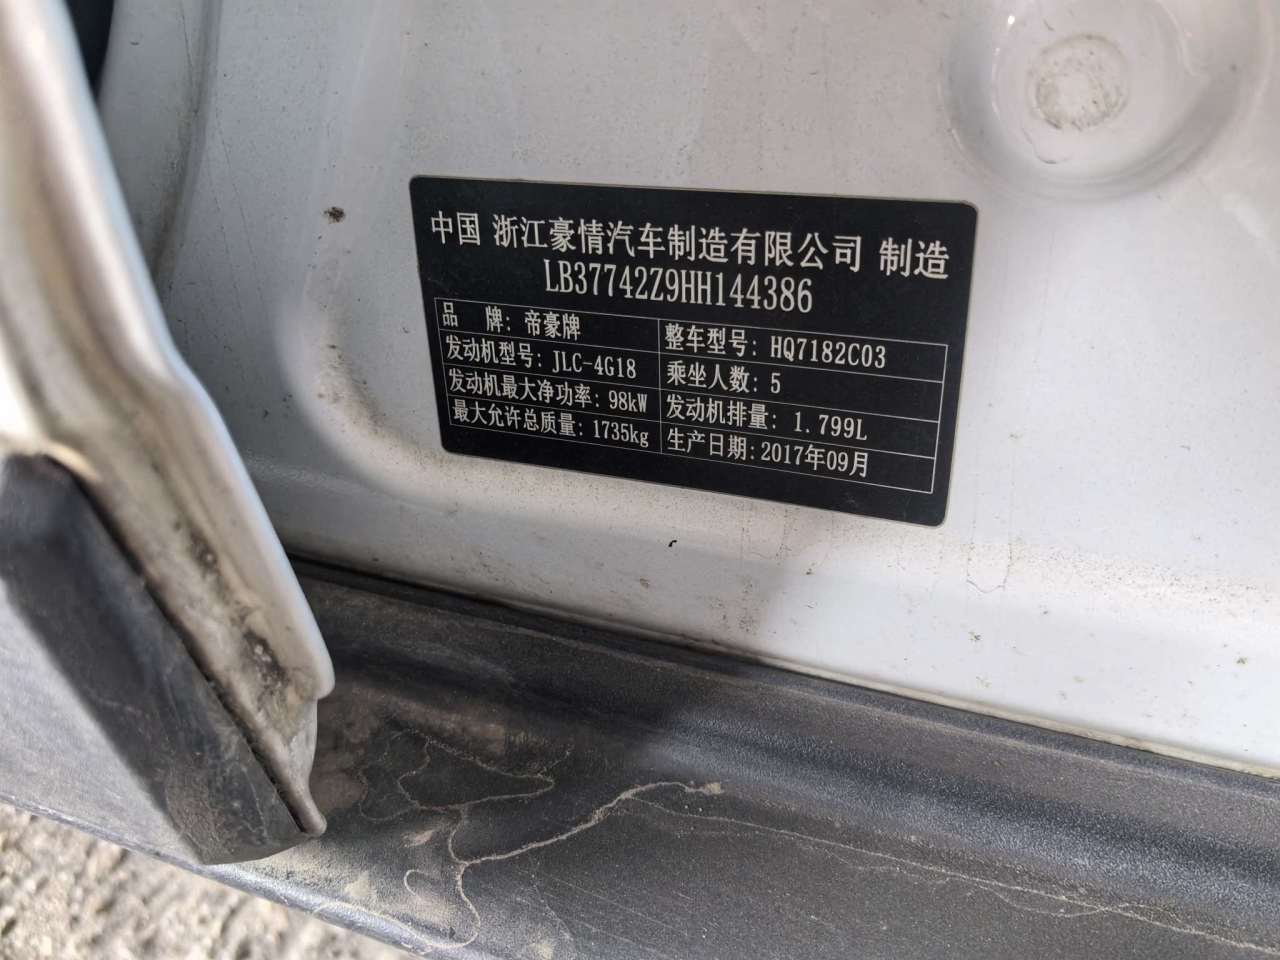 中国 浙江豪情汽车制造有限公司 制造
LB37742Z9HH144386
品 牌: 帝豪牌 整车型号: HQ7182C03
发动机型号: JLC-4G18 乘坐人数: 5
发动机最大净功率: 98kW 发动机排量: 1.799L
最大允许总质量: 1735kg 生产日期: 2017年09月